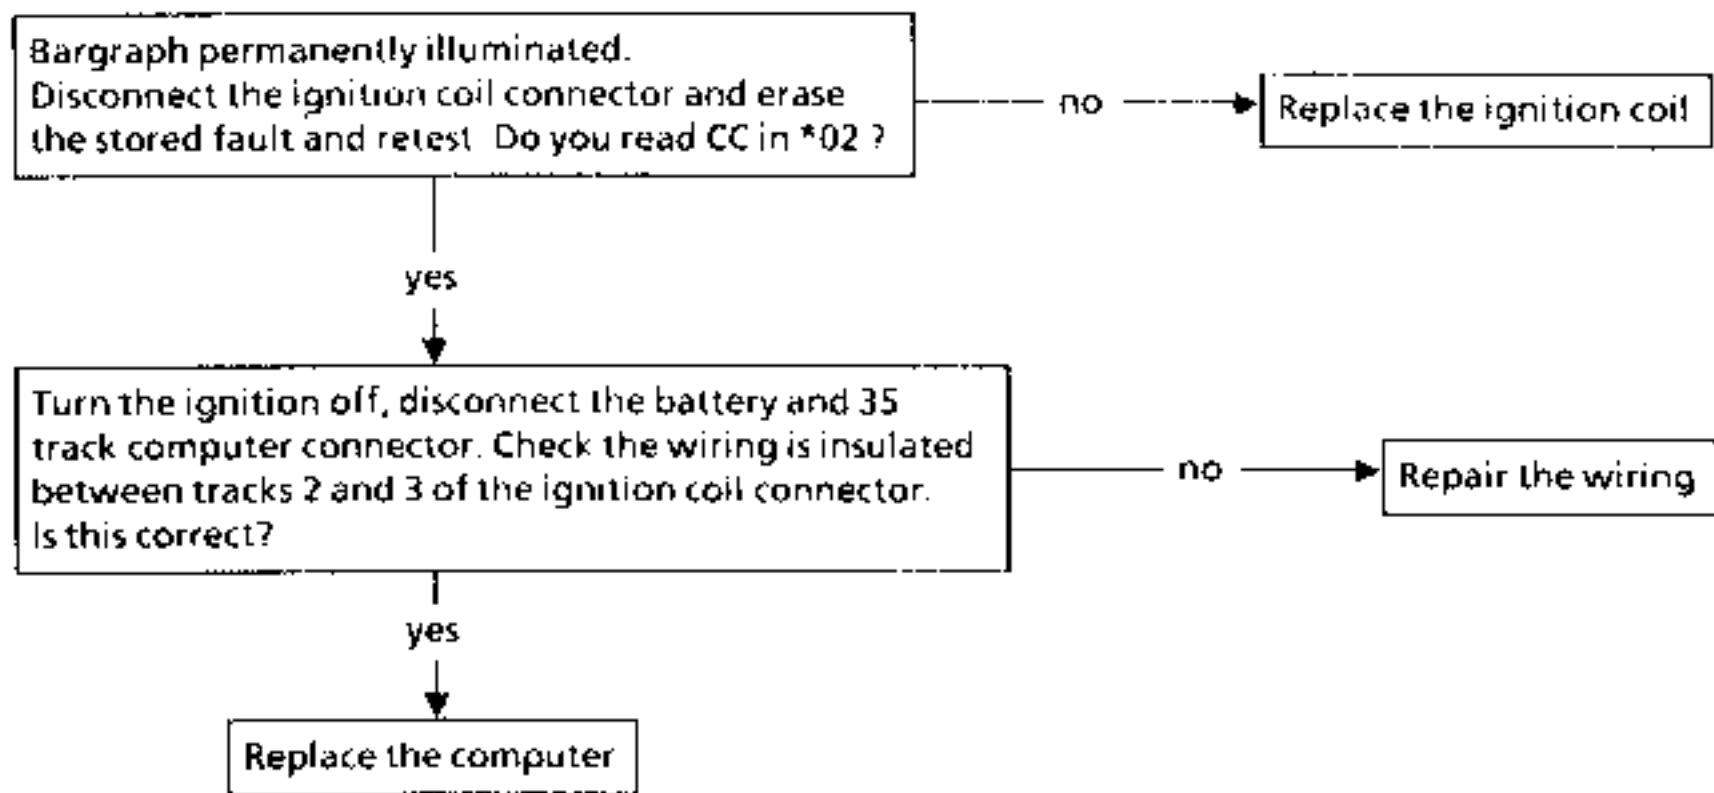 Bargraph permanently illuminated.
Disconnect the ignition coil connector and erase
the stored fault and retest Do you read CC in *02 ?
no
Replace the ignition coil
yes
Turn the ignition off, disconnect the battery and 35
track computer connector. Check the wiring is insulated
between tracks 2 and 3 of the ignition coil connector.
Is this correct?
no
Repair the wiring
yes
Replace the computer